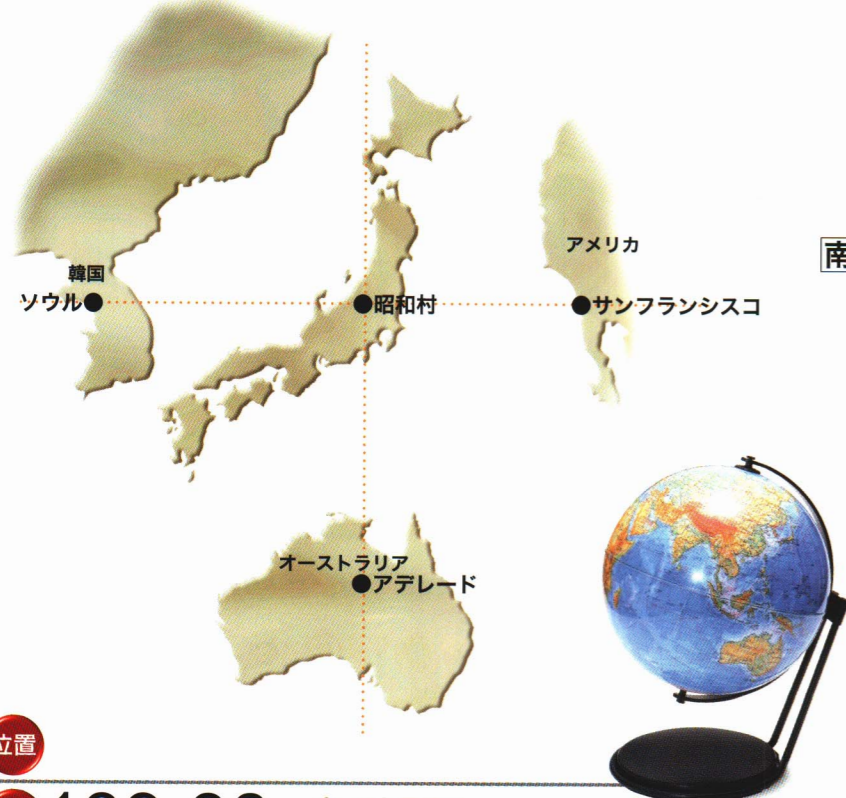 アメリカ
南
韓国
ソウル
昭和村
サンフランシスコ
オーストラリア
アデレード
位置